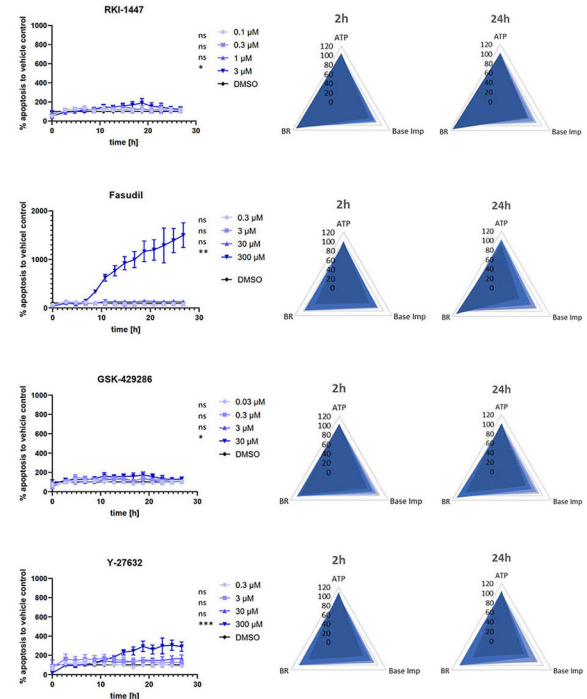 RKI-1447
% apoptosis to vehicle control
1000
800
600
400
200
0
0
10
20
30
time [h]
ns
ns
ns
*
0.1 µM
0.3 µM
1 µM
3 µM
DMSO
2h
ATP
120
100
80
60
40
20
0
BR
Base Imp
24h
ATP
120
100
80
60
40
20
0
BR
Base Imp
Fasudil
% apoptosis to vehicel control
2000
1000
0
0
10
20
30
time [h]
ns
ns
ns
**
0.3 µM
3 µM
30 µM
300 µM
DMSO
2h
ATP
120
100
80
60
40
20
0
BR
Base Imp
24h
ATP
120
100
80
60
40
20
0
BR
Base Imp
GSK-429286
% apoptosis to vehicle control
1000
800
600
400
200
0
0
10
20
30
time [h]
ns
ns
ns
*
0.03 µM
0.3 µM
3 µM
30 µM
DMSO
2h
ATP
120
100
80
60
40
20
0
BR
Base Imp
24h
ATP
120
100
80
60
40
20
0
BR
Base Imp
Y-27632
% apoptosis to vehicle control
1000
800
600
400
200
0
0
10
20
30
time [h]
ns
ns
ns
***
0.3 µM
3 µM
30 µM
300 µM
DMSO
2h
ATP
120
100
80
60
40
20
0
BR
Base Imp
24h
ATP
120
100
80
60
40
20
0
BR
Base Imp